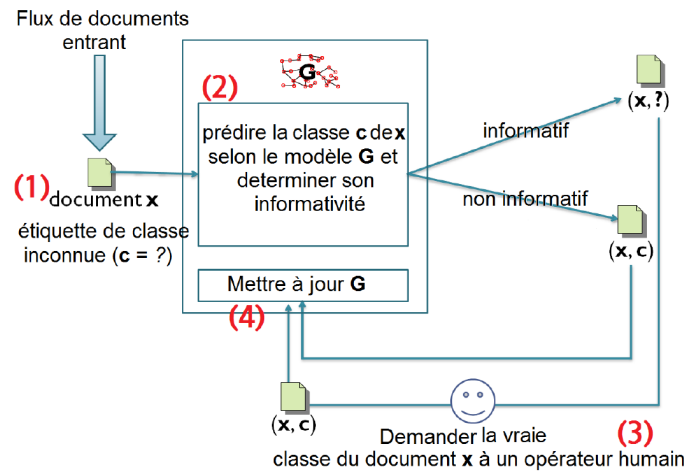 Flux de documents
entrant
G
(2)
prédire la classe c de x
selon le modèle G et
determiner son
informativité
informatif
(x, ?)
(1)
document x
étiquette de classe
inconnue (c = ?)
non informatif
(x, c)
Mettre à jour G
(4)
(x, c)
(3)
Demander la vraie
classe du document x à un opérateur humain